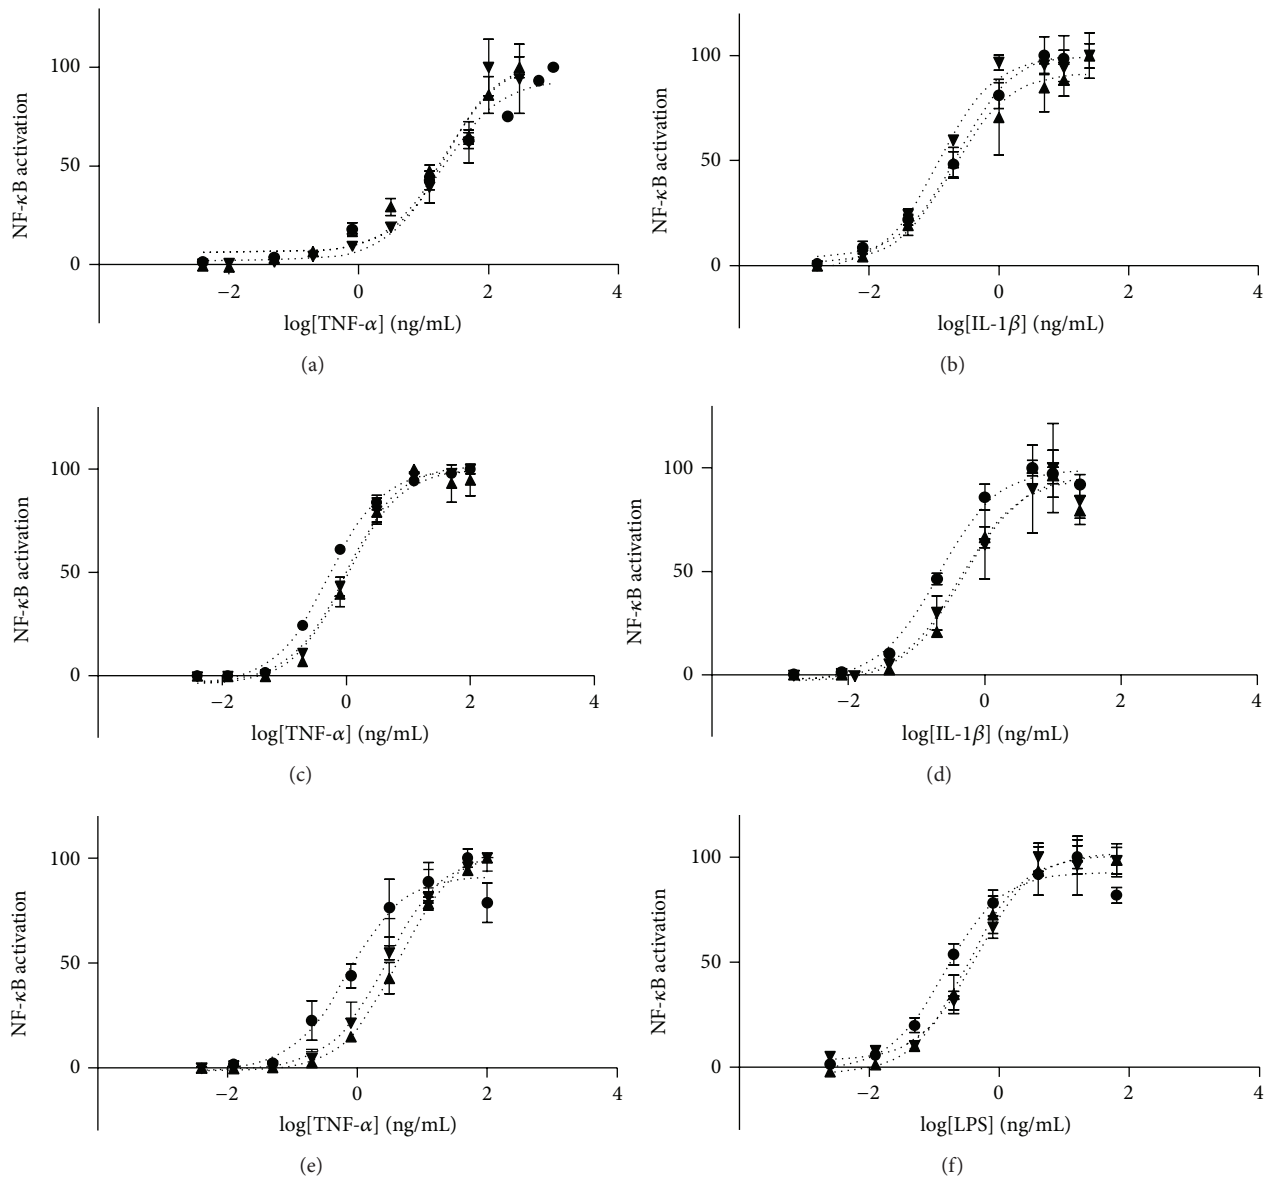 NF-κB activation
100
50
0
−2
0
2
4
log[TNF-α] (ng/mL)
(a)
NF-κB activation
100
50
0
−2
0
2
4
log[IL-1β] (ng/mL)
(b)
NF-κB activation
100
50
0
−2
0
2
4
log[TNF-α] (ng/mL)
(c)
NF-κB activation
100
50
0
−2
0
2
4
log[IL-1β] (ng/mL)
(d)
NF-κB activation
100
50
0
−2
0
2
4
log[TNF-α] (ng/mL)
(e)
NF-κB activation
100
50
0
−2
0
2
4
log[LPS] (ng/mL)
(f)